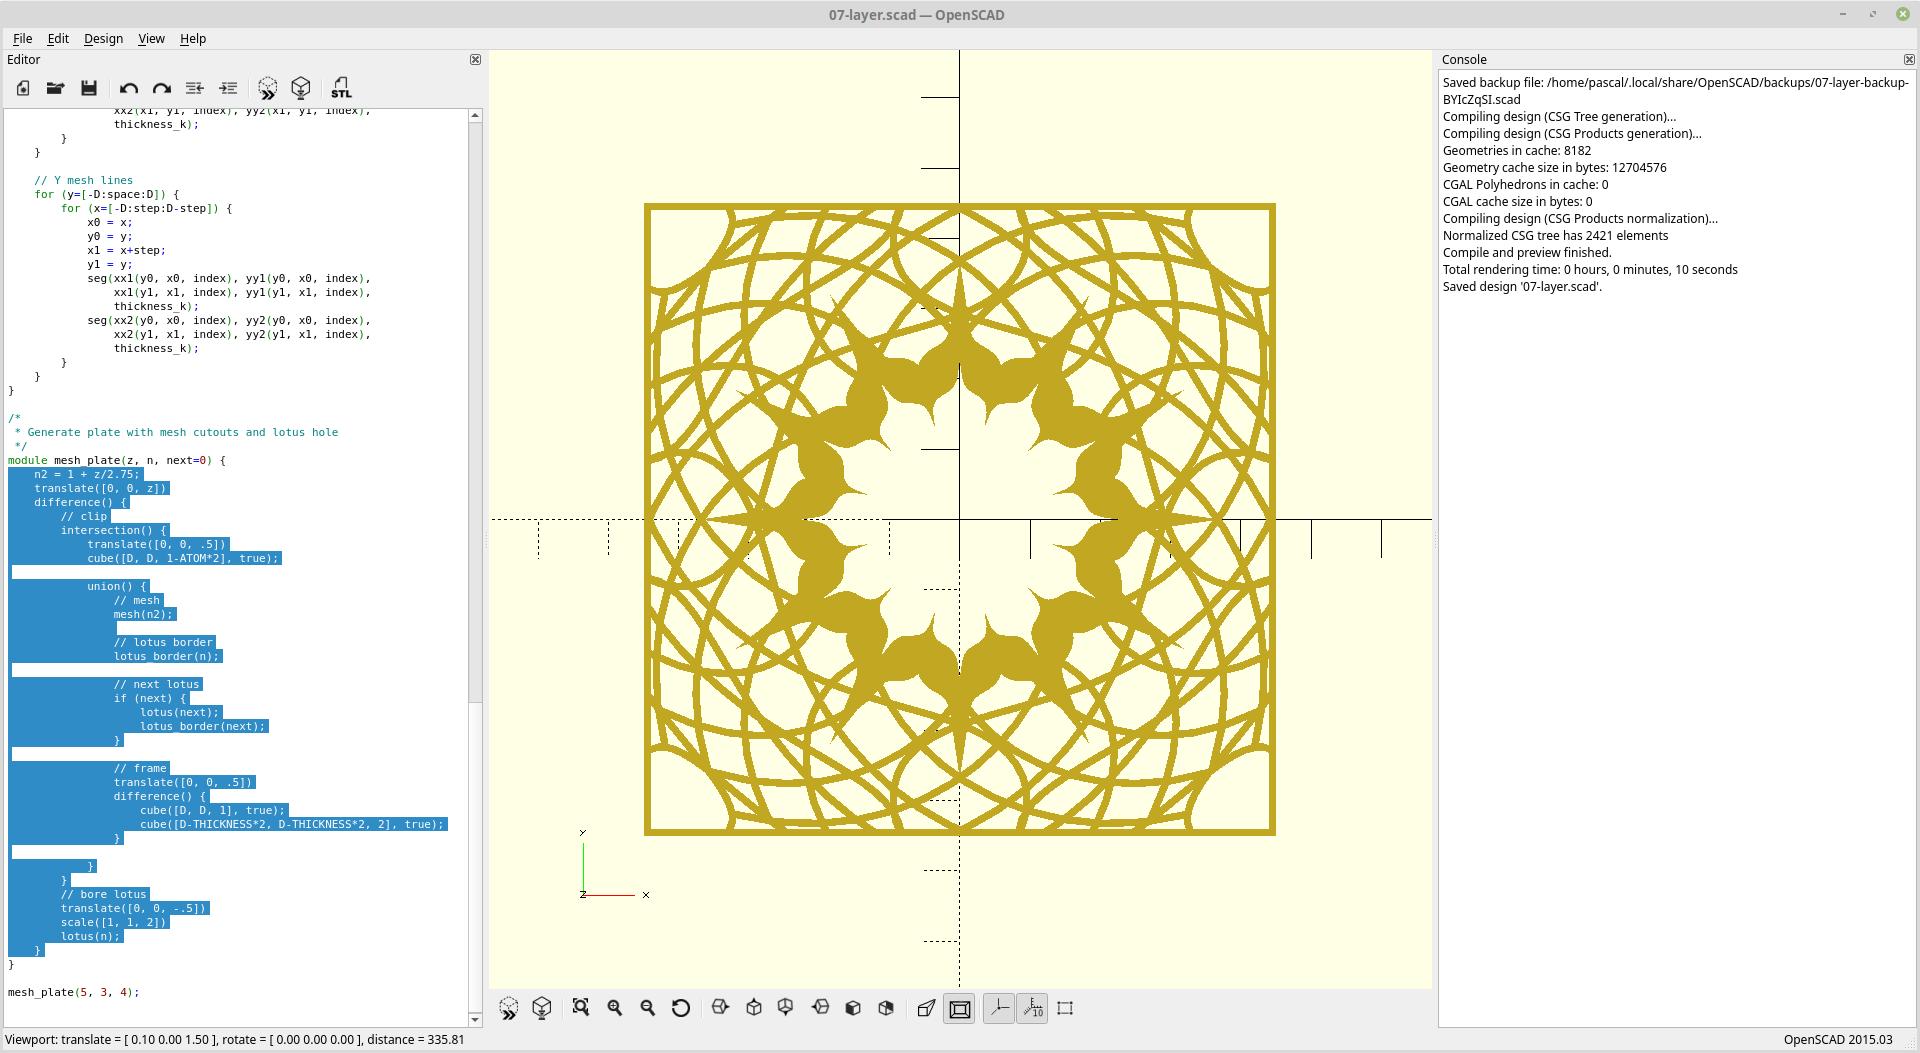 07-layer.scad — OpenSCAD
File Edit Design View Help
Editor
STL
xx2(x1, y1, index), yy2(x1, y1, index),
thickness_k);
}
}
// Y mesh lines
for (y=[-D:space:D]) {
for (x=[-D:step:D-step]) {
x0 = x;
y0 = y;
x1 = x+step;
y1 = y;
seg(xx1(y0, x0, index), yy1(y0, x0, index),
xx1(y1, x1, index), yy1(y1, x1, index),
thickness_k);
seg(xx2(y0, x0, index), yy2(y0, x0, index),
xx2(y1, x1, index), yy2(y1, x1, index),
thickness_k);
}
}
}
/*
* Generate plate with mesh cutouts and lotus hole
*/
module mesh_plate(z, n, next=0) {
n2 = 1 + z/2.75;
translate([0, 0, z])
difference() {
// clip
intersection() {
translate([0, 0, .5])
cube([D, D, 1-ATOM*2], true);
union() {
// mesh
mesh(n2);
// lotus border
lotus_border(n);
// next lotus
if (next) {
lotus(next);
lotus_border(next);
}
// frame
translate([0, 0, .5])
difference() {
cube([D, D, 1], true);
cube([D-THICKNESS*2, D-THICKNESS*2, 2], true);
}
}
}
// bore lotus
translate([0, 0, -.5])
scale([1, 1, 2])
lotus(n);
}
}
mesh_plate(5, 3, 4);
Y
Z
X
10
Console
Saved backup file: /home/pascal/.local/share/OpenSCAD/backups/07-layer-backup-
BYIcZqSI.scad
Compiling design (CSG Tree generation)...
Compiling design (CSG Products generation)...
Geometries in cache: 8182
Geometry cache size in bytes: 12704576
CGAL Polyhedrons in cache: 0
CGAL cache size in bytes: 0
Compiling design (CSG Products normalization)...
Normalized CSG tree has 2421 elements
Compile and preview finished.
Total rendering time: 0 hours, 0 minutes, 10 seconds
Saved design '07-layer.scad'.
Viewport: translate = [ 0.10 0.00 1.50 ], rotate = [ 0.00 0.00 0.00 ], distance = 335.81
OpenSCAD 2015.03